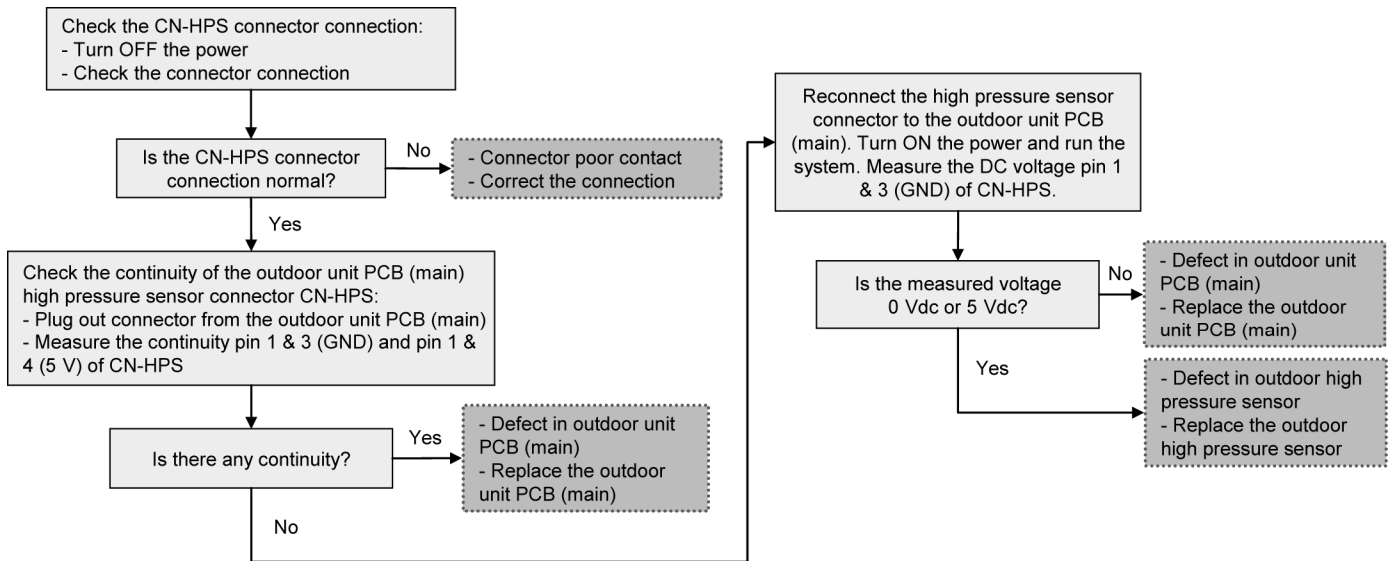 Check the CN-HPS connector connection:
- Turn OFF the power
- Check the connector connection
Is the CN-HPS connector
connection normal?
No
- Connector poor contact
- Correct the connection
Yes
Check the continuity of the outdoor unit PCB (main)
high pressure sensor connector CN-HPS:
- Plug out connector from the outdoor unit PCB (main)
- Measure the continuity pin 1 & 3 (GND) and pin 1 &
4 (5 V) of CN-HPS
Is there any continuity?
Yes
- Defect in outdoor unit
PCB (main)
- Replace the outdoor
unit PCB (main)
No
Reconnect the high pressure sensor
connector to the outdoor unit PCB
(main). Turn ON the power and run the
system. Measure the DC voltage pin 1
& 3 (GND) of CN-HPS.
Is the measured voltage
0 Vdc or 5 Vdc?
No
- Defect in outdoor unit
PCB (main)
- Replace the outdoor
unit PCB (main)
Yes
- Defect in outdoor high
pressure sensor
- Replace the outdoor
high pressure sensor